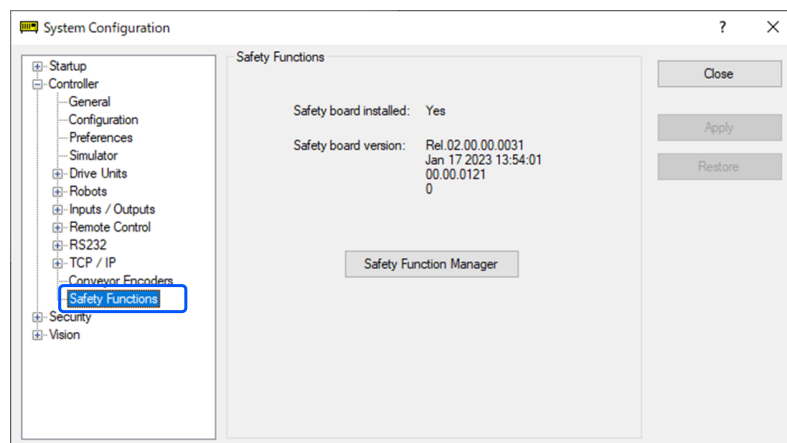 System Configuration
?
Startup
Controller
General
Configuration
Preferences
Simulator
Drive Units
Robots
Inputs / Outputs
Remote Control
RS232
TCP / IP
Conveyor Encoders
Safety Functions
Security
Vision
Safety Functions
Safety board installed: Yes
Safety board version: Rel.02.00.00.0031
Jan 17 2023 13:54:01
00.00.0121
0
Safety Function Manager
Close
Apply
Restore